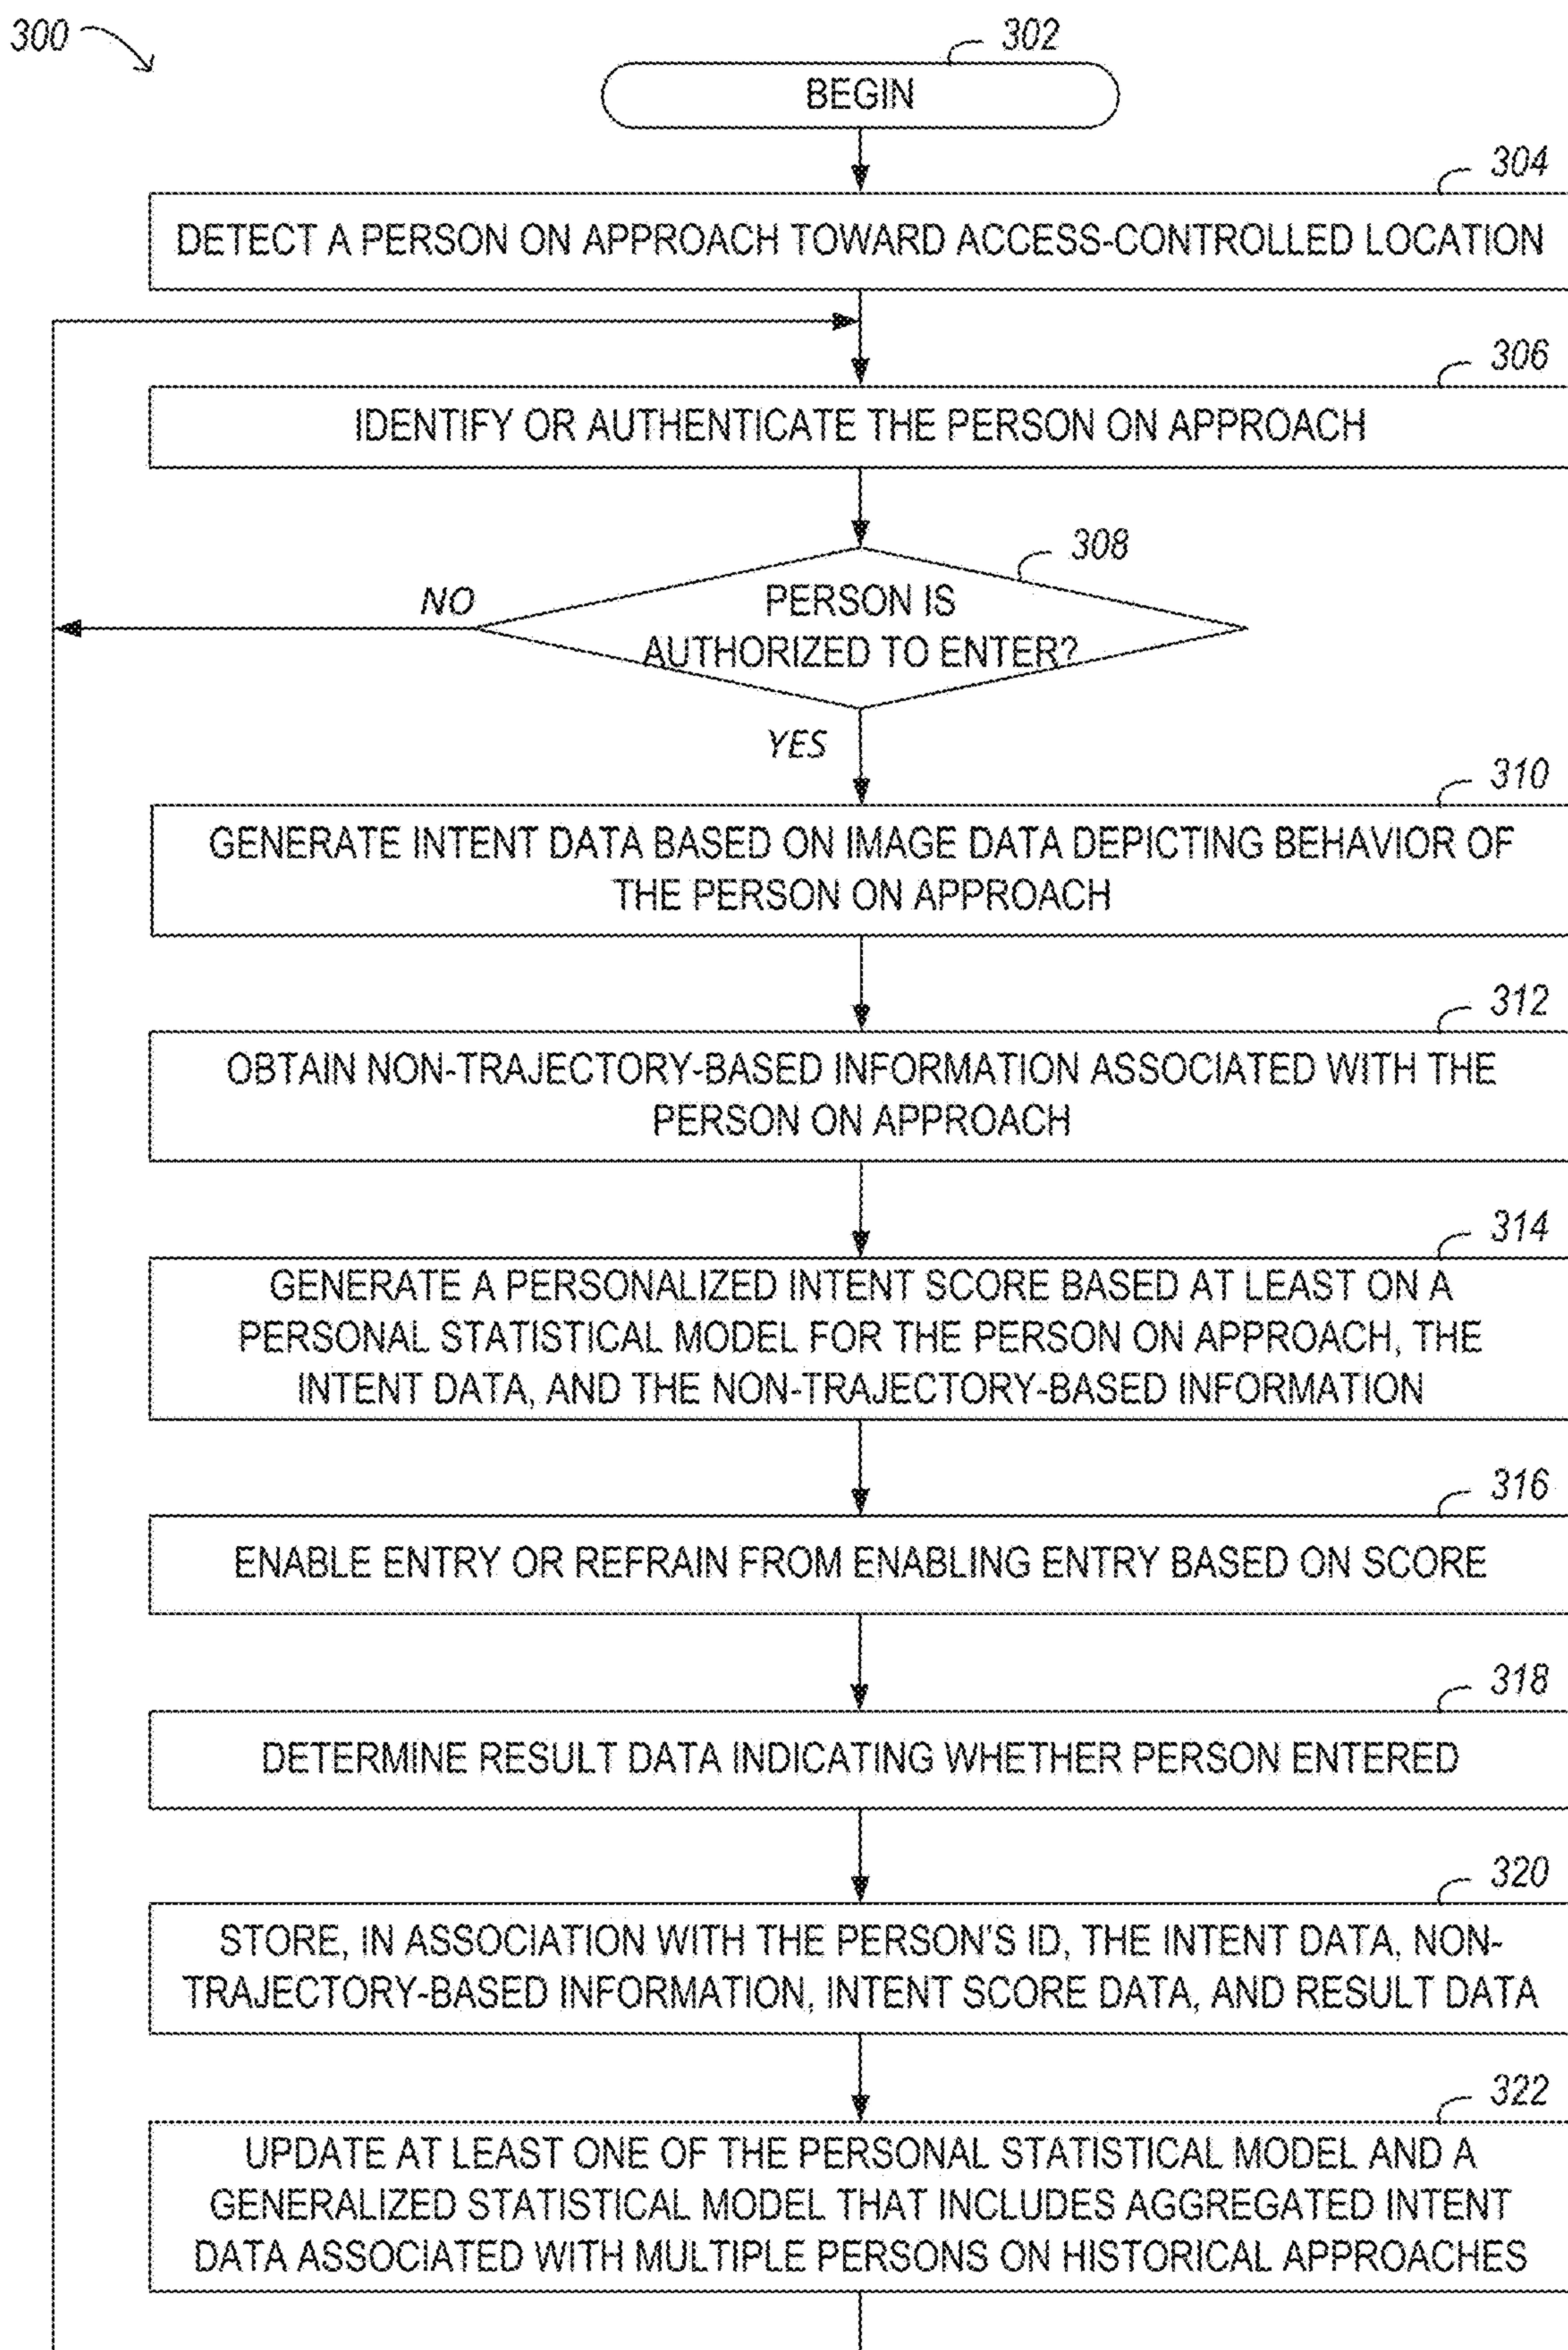 300
302
BEGIN
304
DETECT A PERSON ON APPROACH TOWARD ACCESS-CONTROLLED LOCATION
306
IDENTIFY OR AUTHENTICATE THE PERSON ON APPROACH
308
NO
PERSON IS
AUTHORIZED TO ENTER?
YES
310
GENERATE INTENT DATA BASED ON IMAGE DATA DEPICTING BEHAVIOR OF
THE PERSON ON APPROACH
312
OBTAIN NON-TRAJECTORY-BASED INFORMATION ASSOCIATED WITH THE
PERSON ON APPROACH
314
GENERATE A PERSONALIZED INTENT SCORE BASED AT LEAST ON A
PERSONAL STATISTICAL MODEL FOR THE PERSON ON APPROACH, THE
INTENT DATA, AND THE NON-TRAJECTORY-BASED INFORMATION
316
ENABLE ENTRY OR REFRAIN FROM ENABLING ENTRY BASED ON SCORE
318
DETERMINE RESULT DATA INDICATING WHETHER PERSON ENTERED
320
STORE, IN ASSOCIATION WITH THE PERSON'S ID, THE INTENT DATA, NON-
TRAJECTORY-BASED INFORMATION, INTENT SCORE DATA, AND RESULT DATA
322
UPDATE AT LEAST ONE OF THE PERSONAL STATISTICAL MODEL AND A
GENERALIZED STATISTICAL MODEL THAT INCLUDES AGGREGATED INTENT
DATA ASSOCIATED WITH MULTIPLE PERSONS ON HISTORICAL APPROACHES